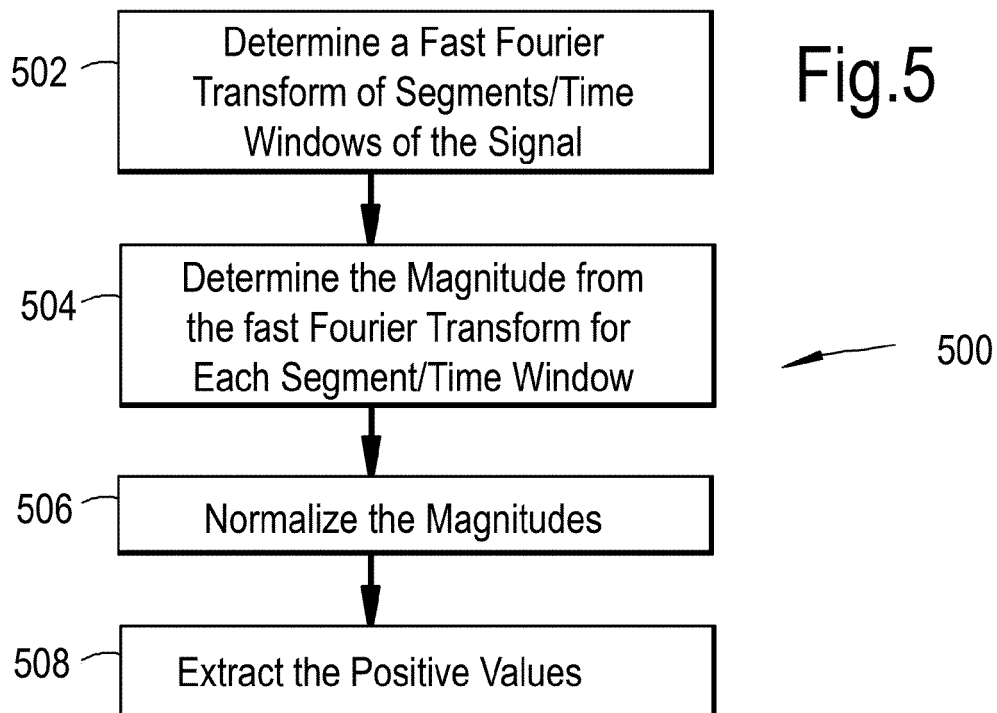 Fig.5
502
Determine a Fast Fourier
Transform of Segments/Time
Windows of the Signal
504
Determine the Magnitude from
the fast Fourier Transform for
Each Segment/Time Window
500
506
Normalize the Magnitudes
508
Extract the Positive Values